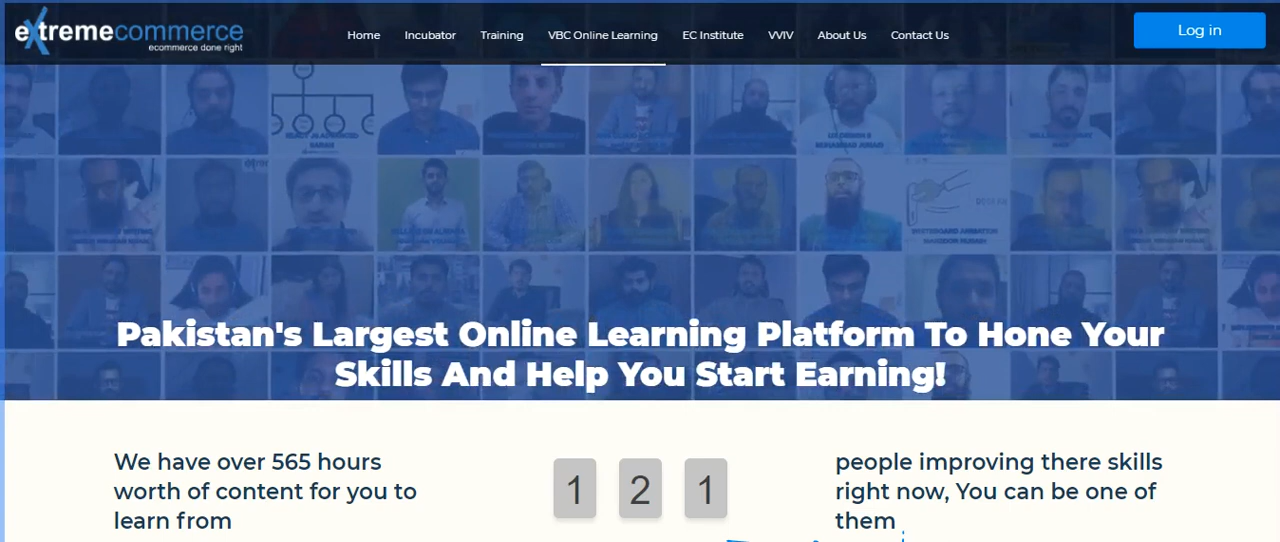 extremecommerce
ecommerce done right
Home Incubator Training VBC Online Learning EC Institute VVIV About Us Contact Us
Log in
Pakistan's Largest Online Learning Platform To Hone Your
Skills And Help You Start Earning!
We have over 565 hours
worth of content for you to
learn from
1 2 1
people improving there skills
right now, You can be one of
them